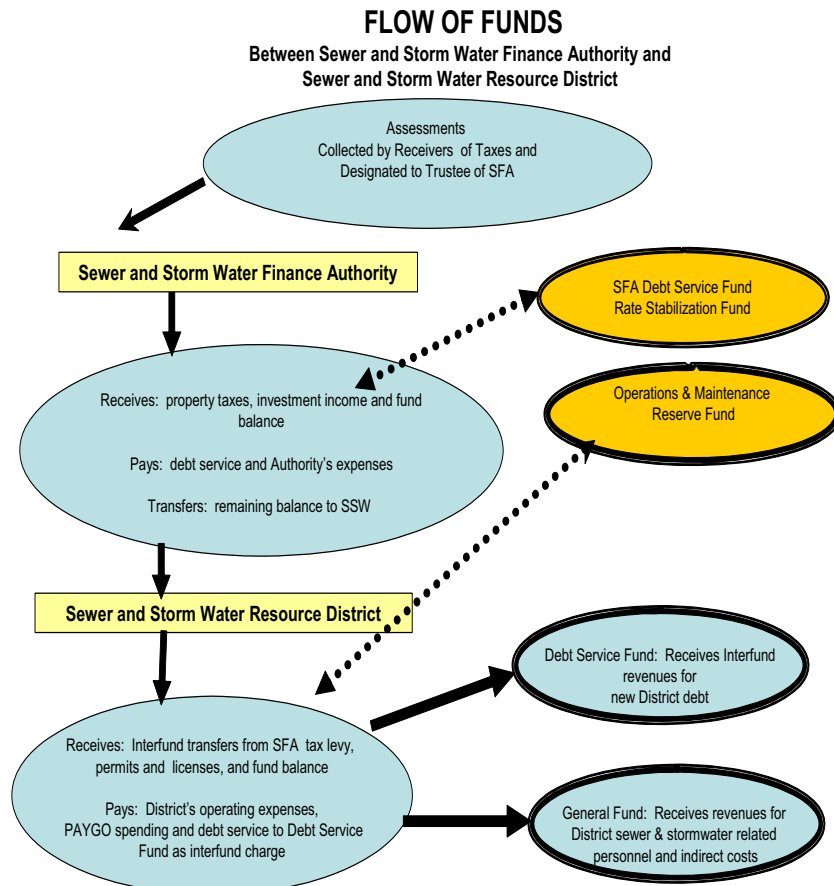 FLOW OF FUNDS
Between Sewer and Storm Water Finance Authority and
Sewer and Storm Water Resource District
Assessments
Collected by Receivers of Taxes and
Designated to Trustee of SFA
Sewer and Storm Water Finance Authority
SFA Debt Service Fund
Rate Stabilization Fund
Operations & Maintenance
Reserve Fund
Receives: property taxes, investment income and fund
balance
Pays: debt service and Authority's expenses
Transfers: remaining balance to SSW
Sewer and Storm Water Resource District
Debt Service Fund: Receives Interfund
revenues for
new District debt
Receives: Interfund transfers from SFA tax levy,
permits and licenses, and fund balance
Pays: District's operating expenses,
PAYGO spending and debt service to Debt Service
Fund as interfund charge
General Fund: Receives revenues for
District sewer & stormwater related
personnel and indirect costs